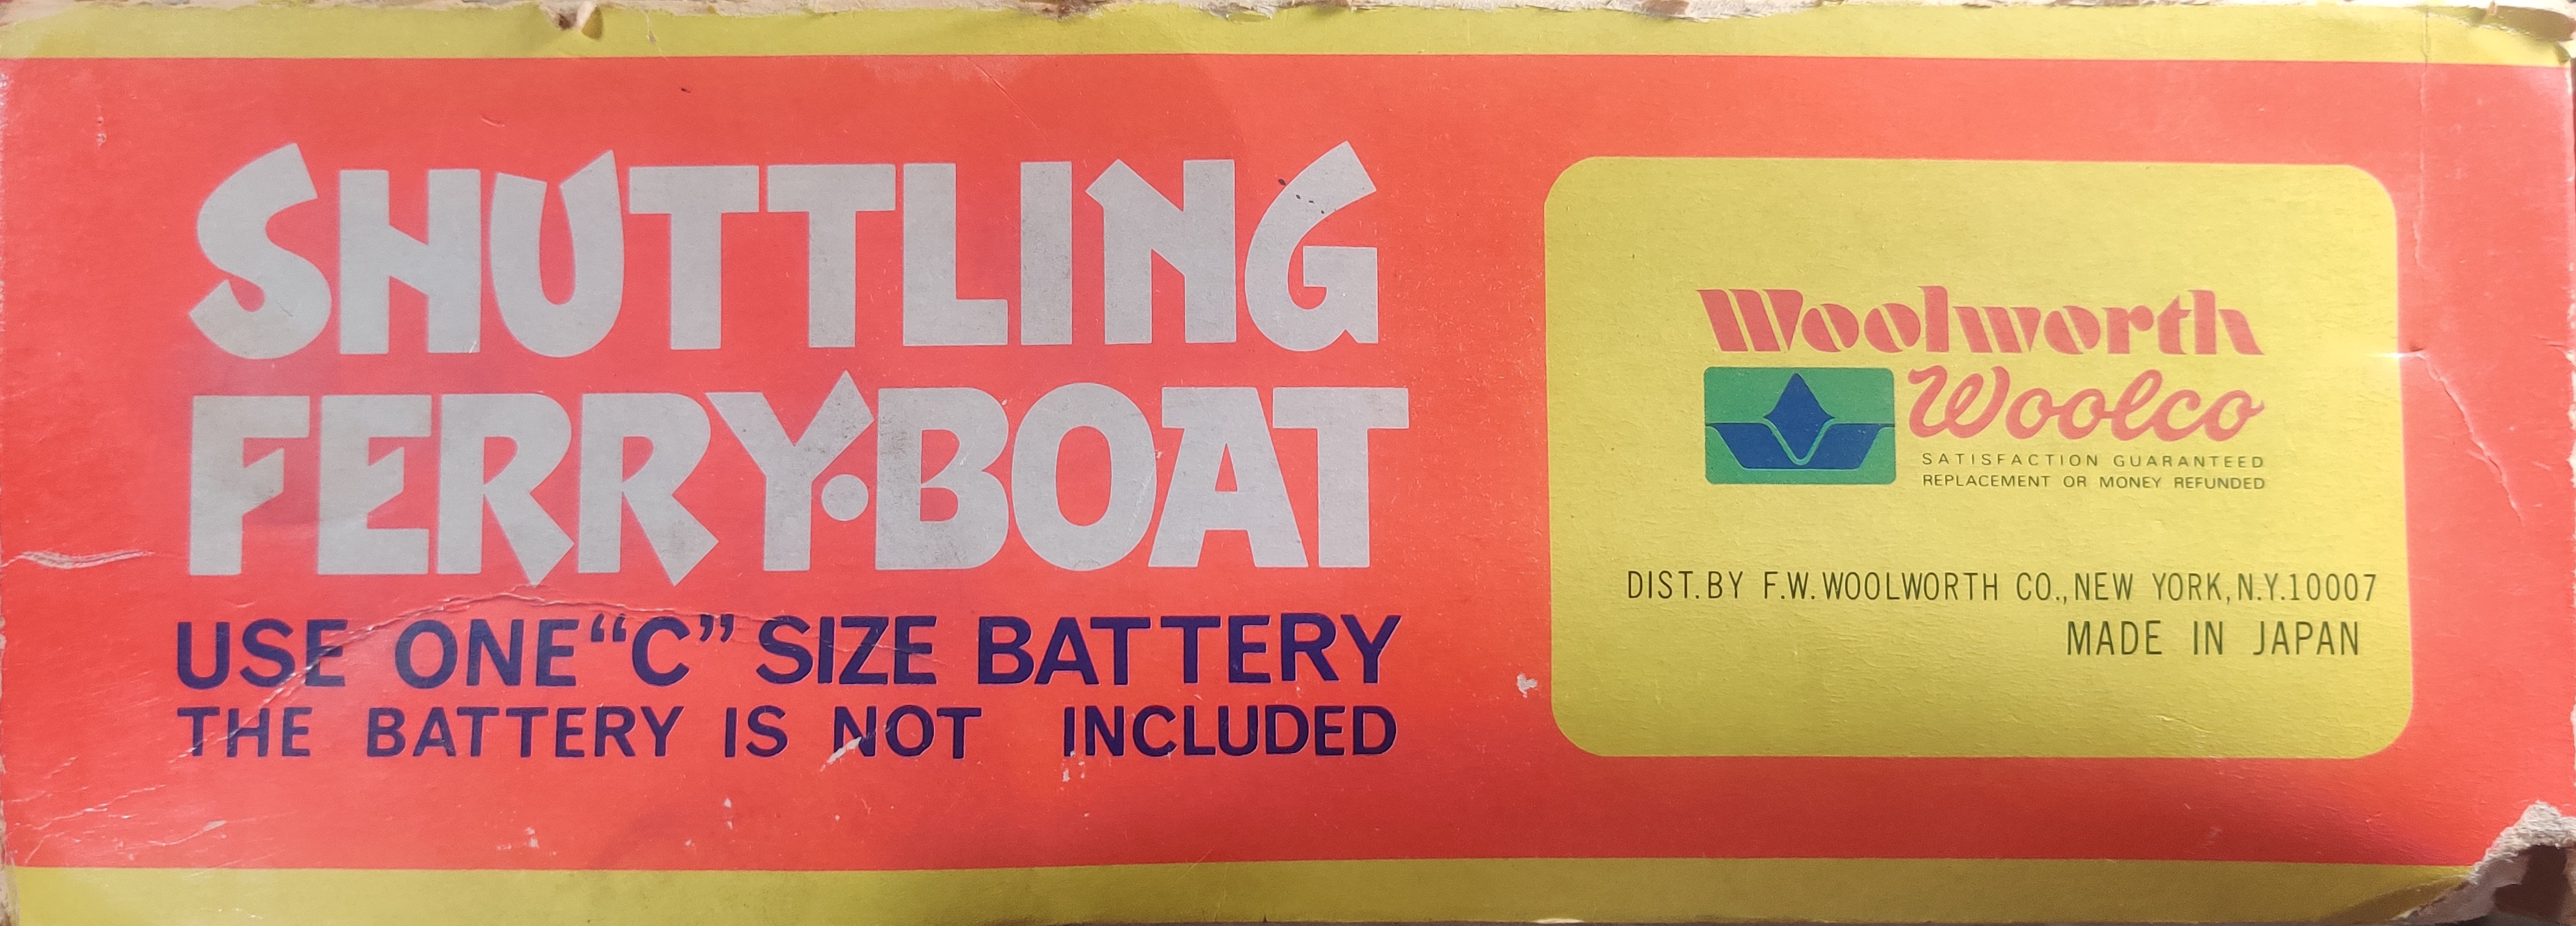 SHUTTLING
FERRY·BOAT
USE ONE “C” SIZE BATTERY
THE BATTERY IS NOT INCLUDED
Woolworth
Woolco
SATISFACTION GUARANTEED
REPLACEMENT OR MONEY REFUNDED
DIST. BY F.W. WOOLWORTH CO., NEW YORK, N.Y. 10007
MADE IN JAPAN